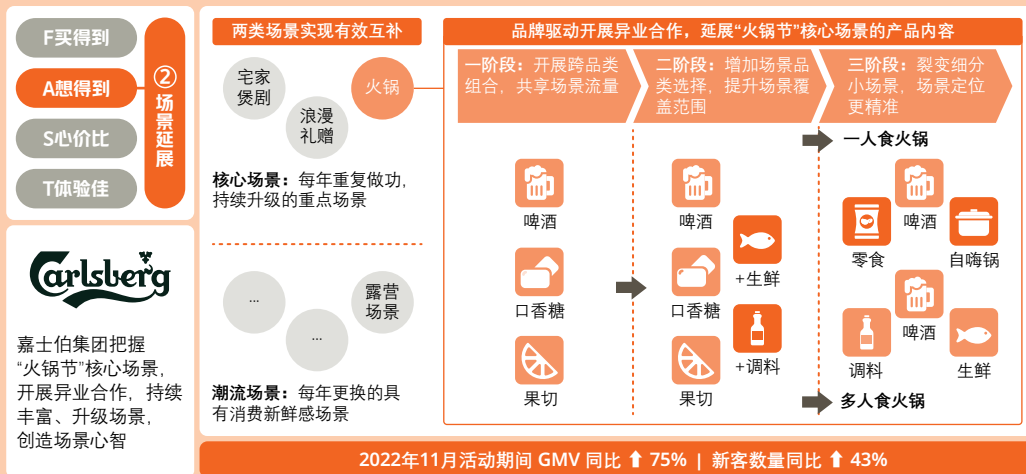 F买得到
A想得到
S心价比
T体验佳
②
场景延展
Carlsberg
嘉士伯集团把握
“火锅节”核心场景，
开展异业合作，持续
丰富、升级场景，
创造场景心智
两类场景实现有效互补
宅家
煲剧
浪漫
礼赠
火锅
核心场景：每年重复做功，
持续升级的重点场景
...
...
露营
场景
潮流场景：每年更换的具
有消费新鲜感场景
品牌驱动开展异业合作，延展“火锅节”核心场景的产品内容
一阶段：开展跨品类
组合，共享场景流量
二阶段：增加场景品
类选择，提升场景覆
盖范围
三阶段：裂变细分
小场景，场景定位
更精准
啤酒
口香糖
果切
啤酒
+生鲜
口香糖
+调料
果切
一人食火锅
啤酒
零食
自嗨锅
啤酒
调料
生鲜
多人食火锅
2022年11月活动期间 GMV 同比 ⬆ 75% | 新客数量同比 ⬆ 43%